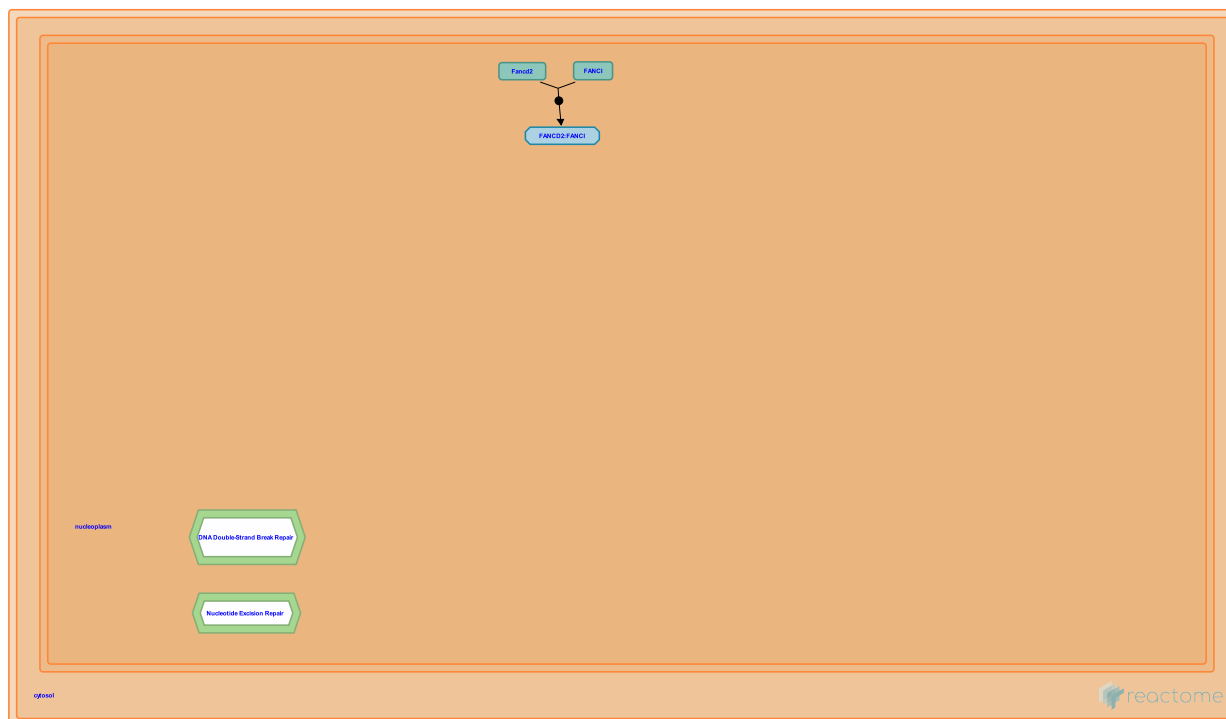 Fancd2
FANCI
FANCD2:FANCI
nucleoplasm
DNA Double-Strand Break Repair
Nucleotide Excision Repair
cytosol
reactome